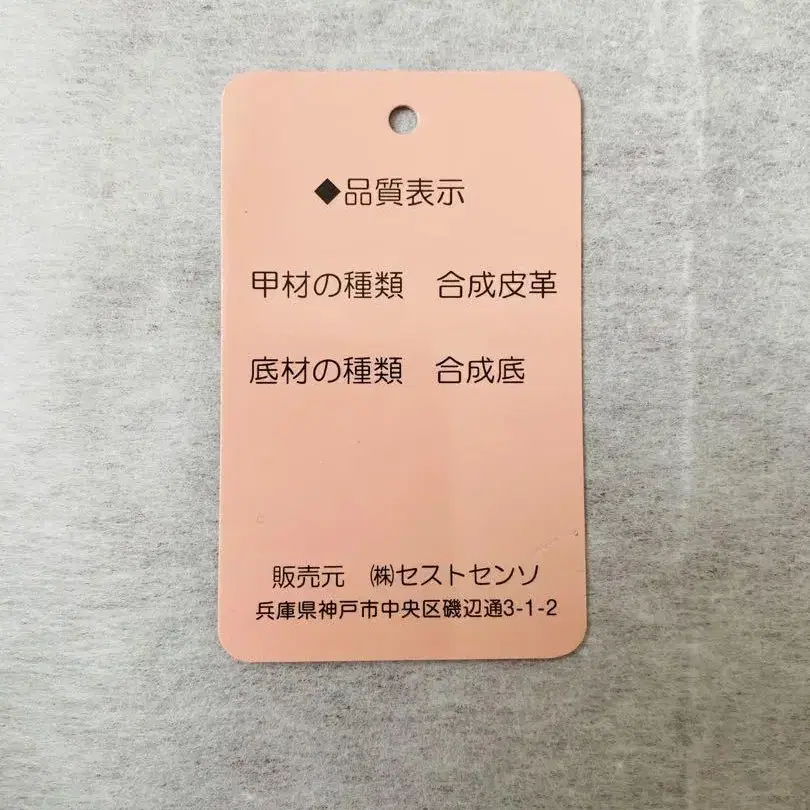 ◆品質表示
甲材の種類 合成皮革
底材の種類 合成底
販売元 ㈱セストセンソ
兵庫県神戸市中央区磯辺通3-1-2